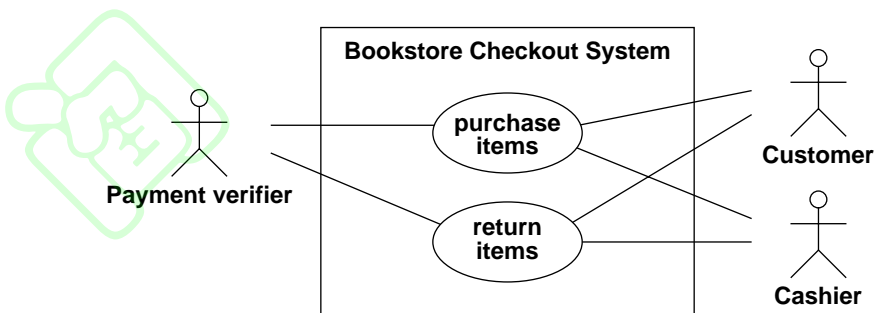 Bookstore Checkout System
purchase
items
Customer
Payment verifier
return
items
Cashier